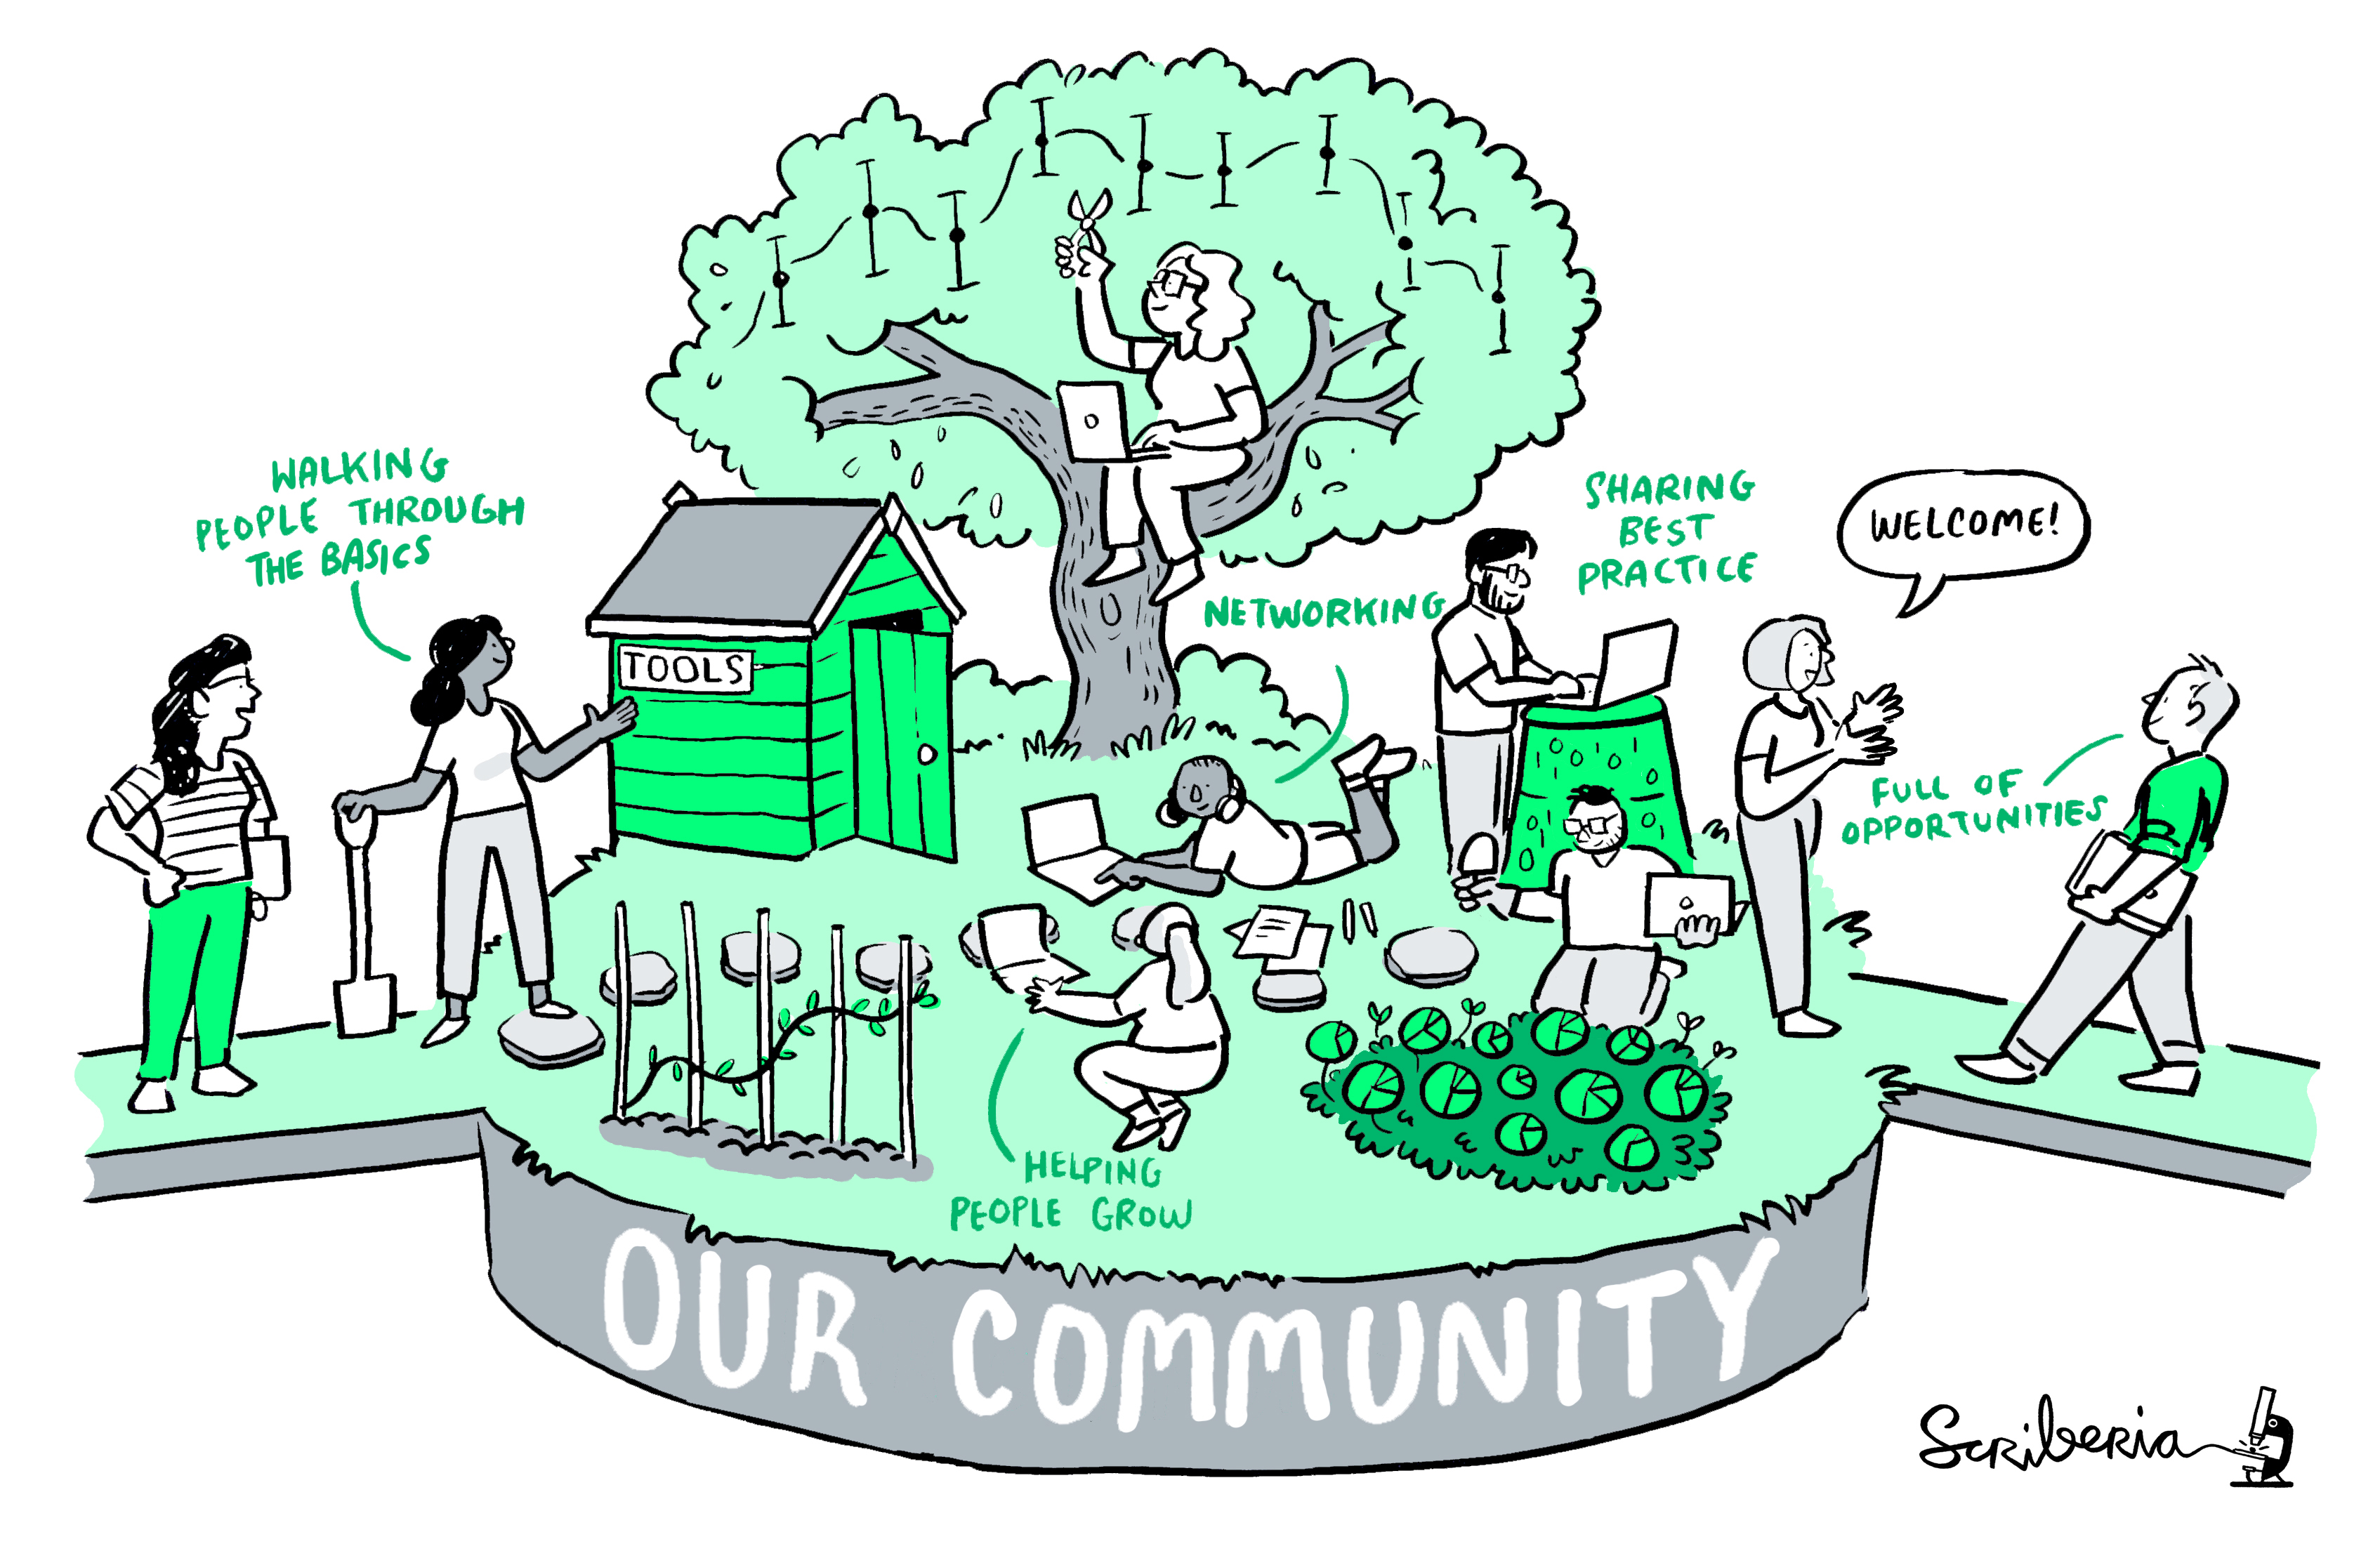 WALKING
PEOPLE THROUGH
THE BASICS
TOOLS
NETWORKING
SHARING
BEST
PRACTICE
WELCOME!
FULL OF
OPPORTUNITIES
HELPING
PEOPLE GROW
OUR COMMUNITY
Scriberia